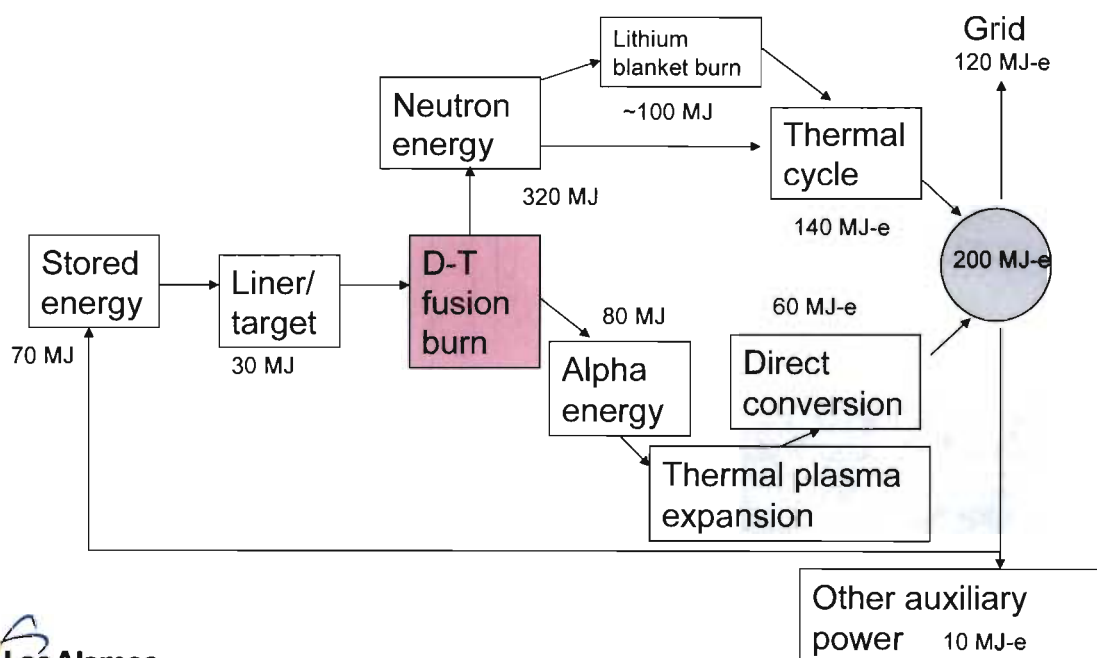 Grid
120 MJ-e
Lithium
blanket burn
~100 MJ
Neutron
energy
320 MJ
Thermal
cycle
140 MJ-e
200 MJ-e
Stored
energy
70 MJ
Liner/
target
30 MJ
D-T
fusion
burn
80 MJ
Alpha
energy
60 MJ-e
Direct
conversion
Thermal plasma
expansion
Other auxiliary
power 10 MJ-e
Los Alamos